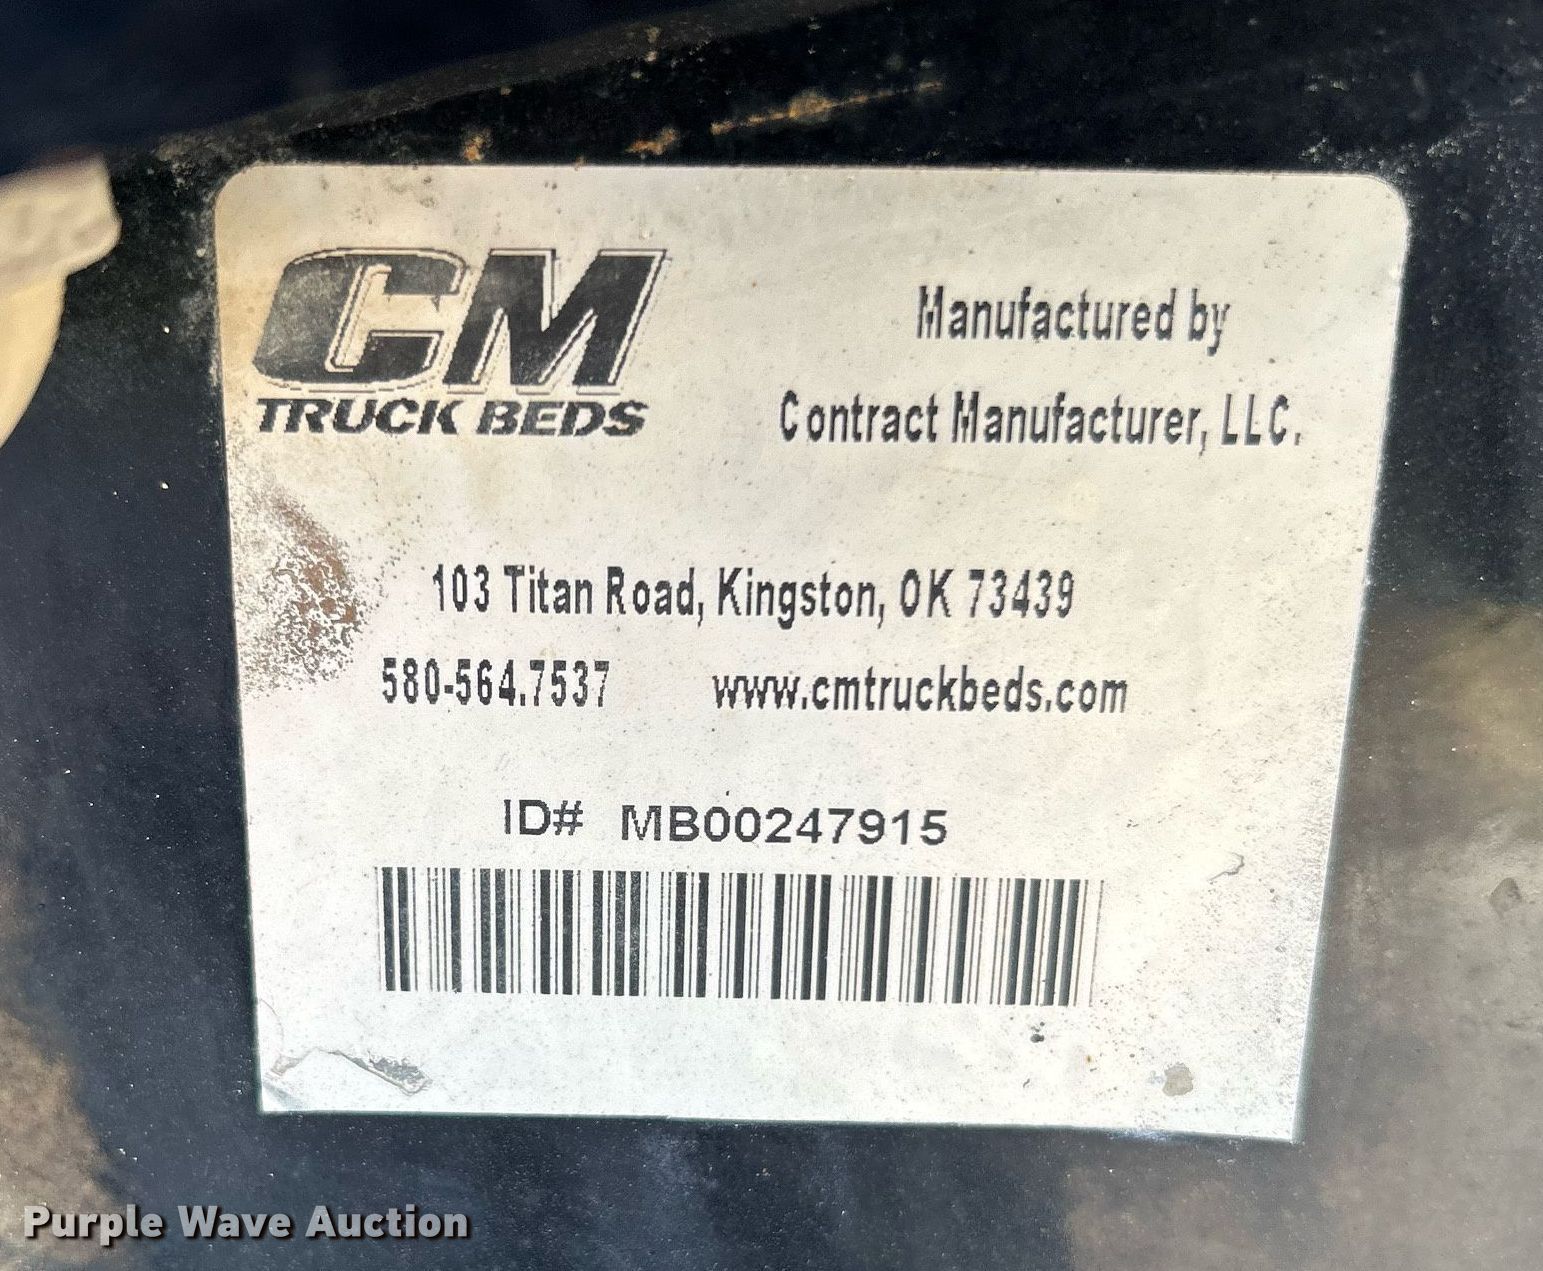 CM
TRUCK BEDS
Manufactured by
Contract Manufacturer, LLC.
103 Titan Road, Kingston, OK 73439
580-564.7537 www.cmtruckbeds.com
ID# MB00247915
Purple Wave Auction